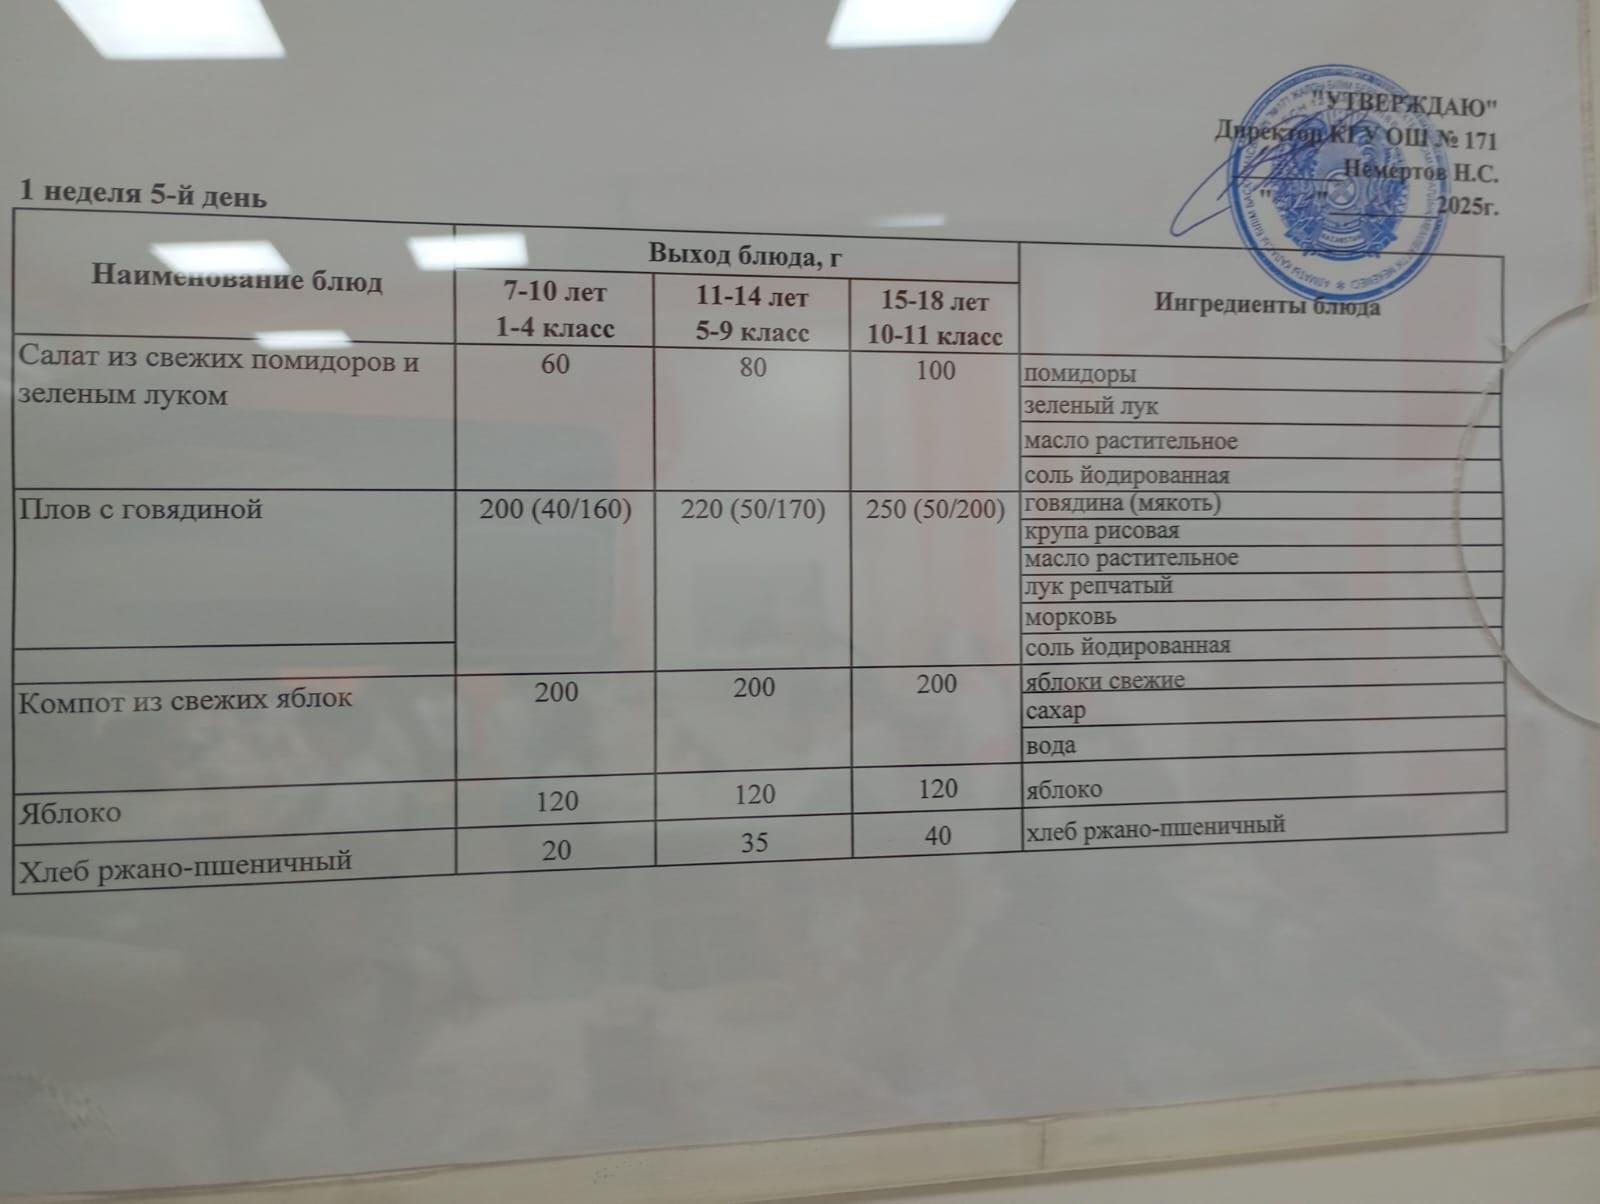 "УТВЕРЖДАЮ"
Директор КГУ ОШ № 171
Немертов Н.С.
" " 2025г.
1 неделя 5-й день
Наименование блюд
Выход блюда, г
Ингредиенты блюда
7-10 лет
1-4 класс
11-14 лет
5-9 класс
15-18 лет
10-11 класс
Салат из свежих помидоров и
зеленым луком
60
80
100
помидоры
зеленый лук
масло растительное
соль йодированная
Плов с говядиной
200 (40/160)
220 (50/170)
250 (50/200)
говядина (мякоть)
крупа рисовая
масло растительное
лук репчатый
морковь
соль йодированная
Компот из свежих яблок
200
200
200
яблоки свежие
сахар
вода
Яблоко
120
120
120
яблоко
Хлеб ржано-пшеничный
20
35
40
хлеб ржано-пшеничный